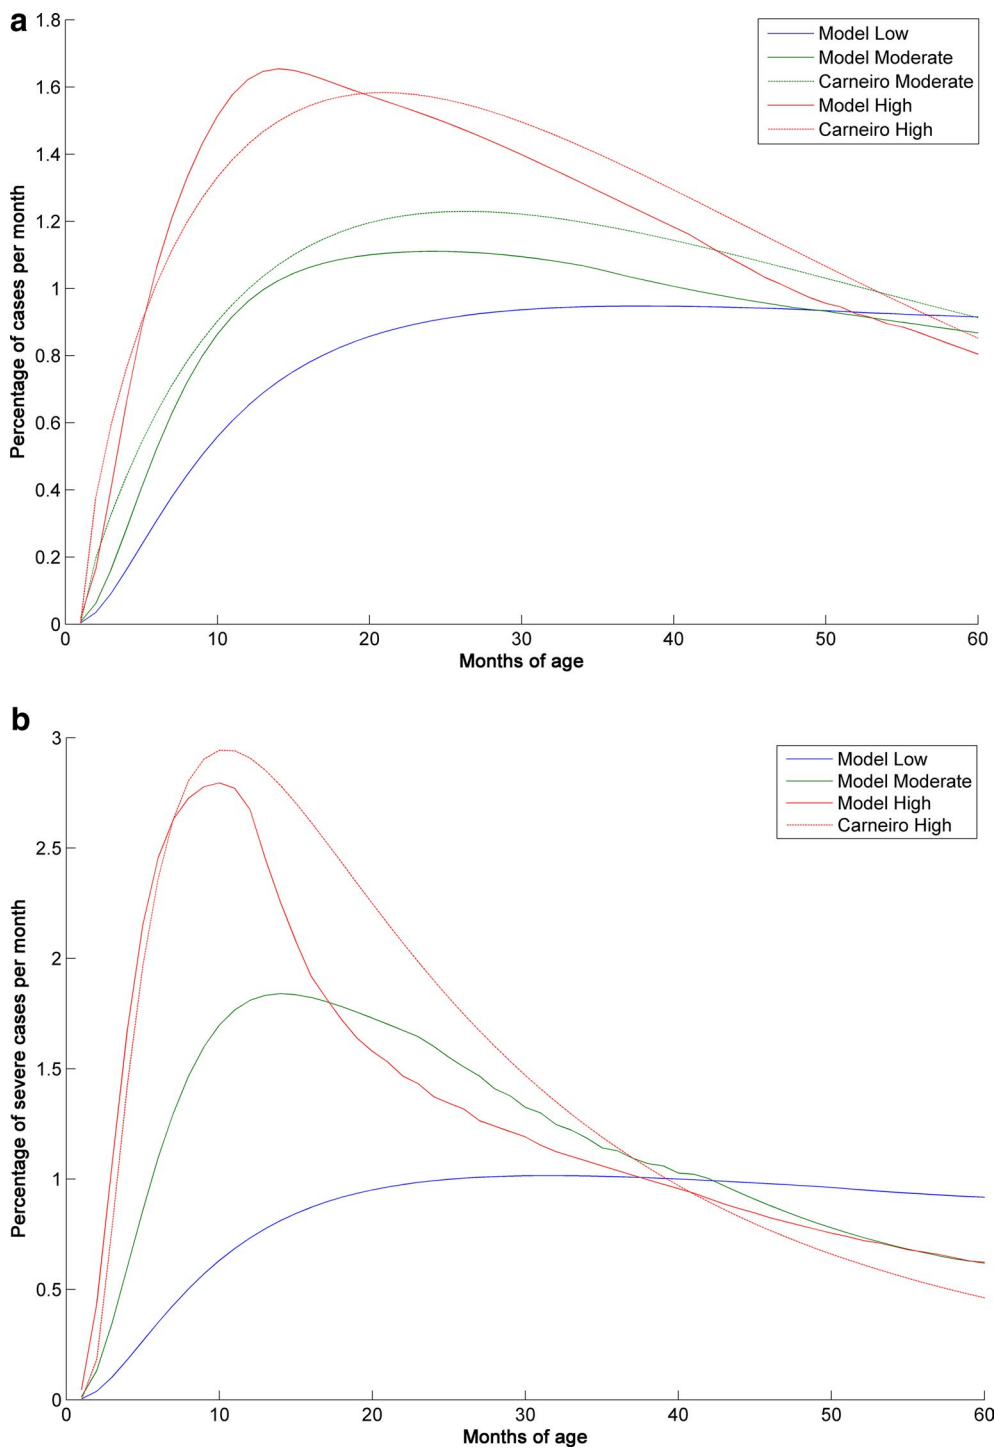 a
1.8
1.6
1.4
1.2
1
0.8
0.6
0.4
0.2
0
Percentage of cases per month
Model Low
Model Moderate
Carneiro Moderate
Model High
Carneiro High
0 10 20 30 40 50 60
Months of age
b
3
2.5
2
1.5
1
0.5
0
Percentage of severe cases per month
Model Low
Model Moderate
Model High
Carneiro High
0 10 20 30 40 50 60
Months of age